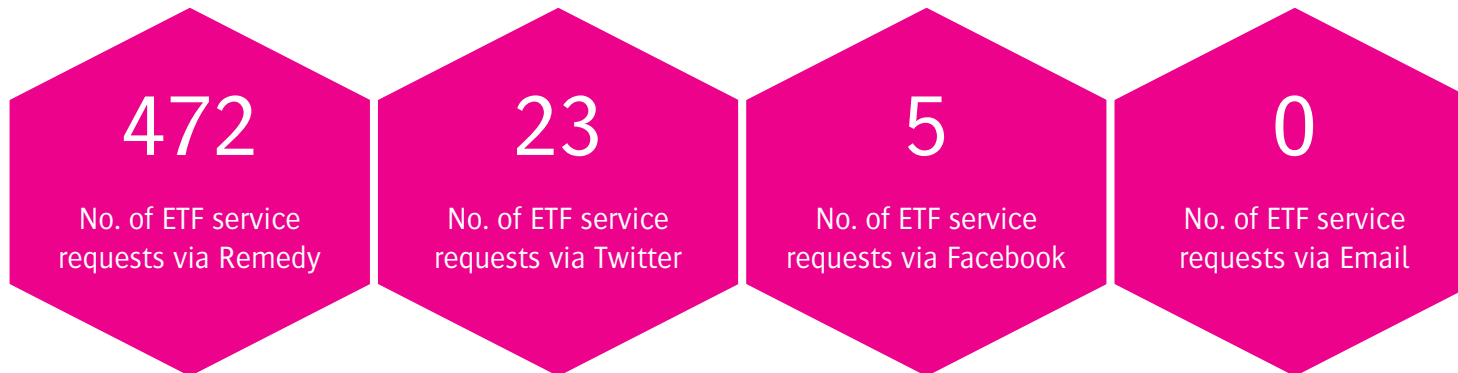 472
No. of ETF service
requests via Remedy
23
No. of ETF service
requests via Twitter
5
No. of ETF service
requests via Facebook
0
No. of ETF service
requests via Email